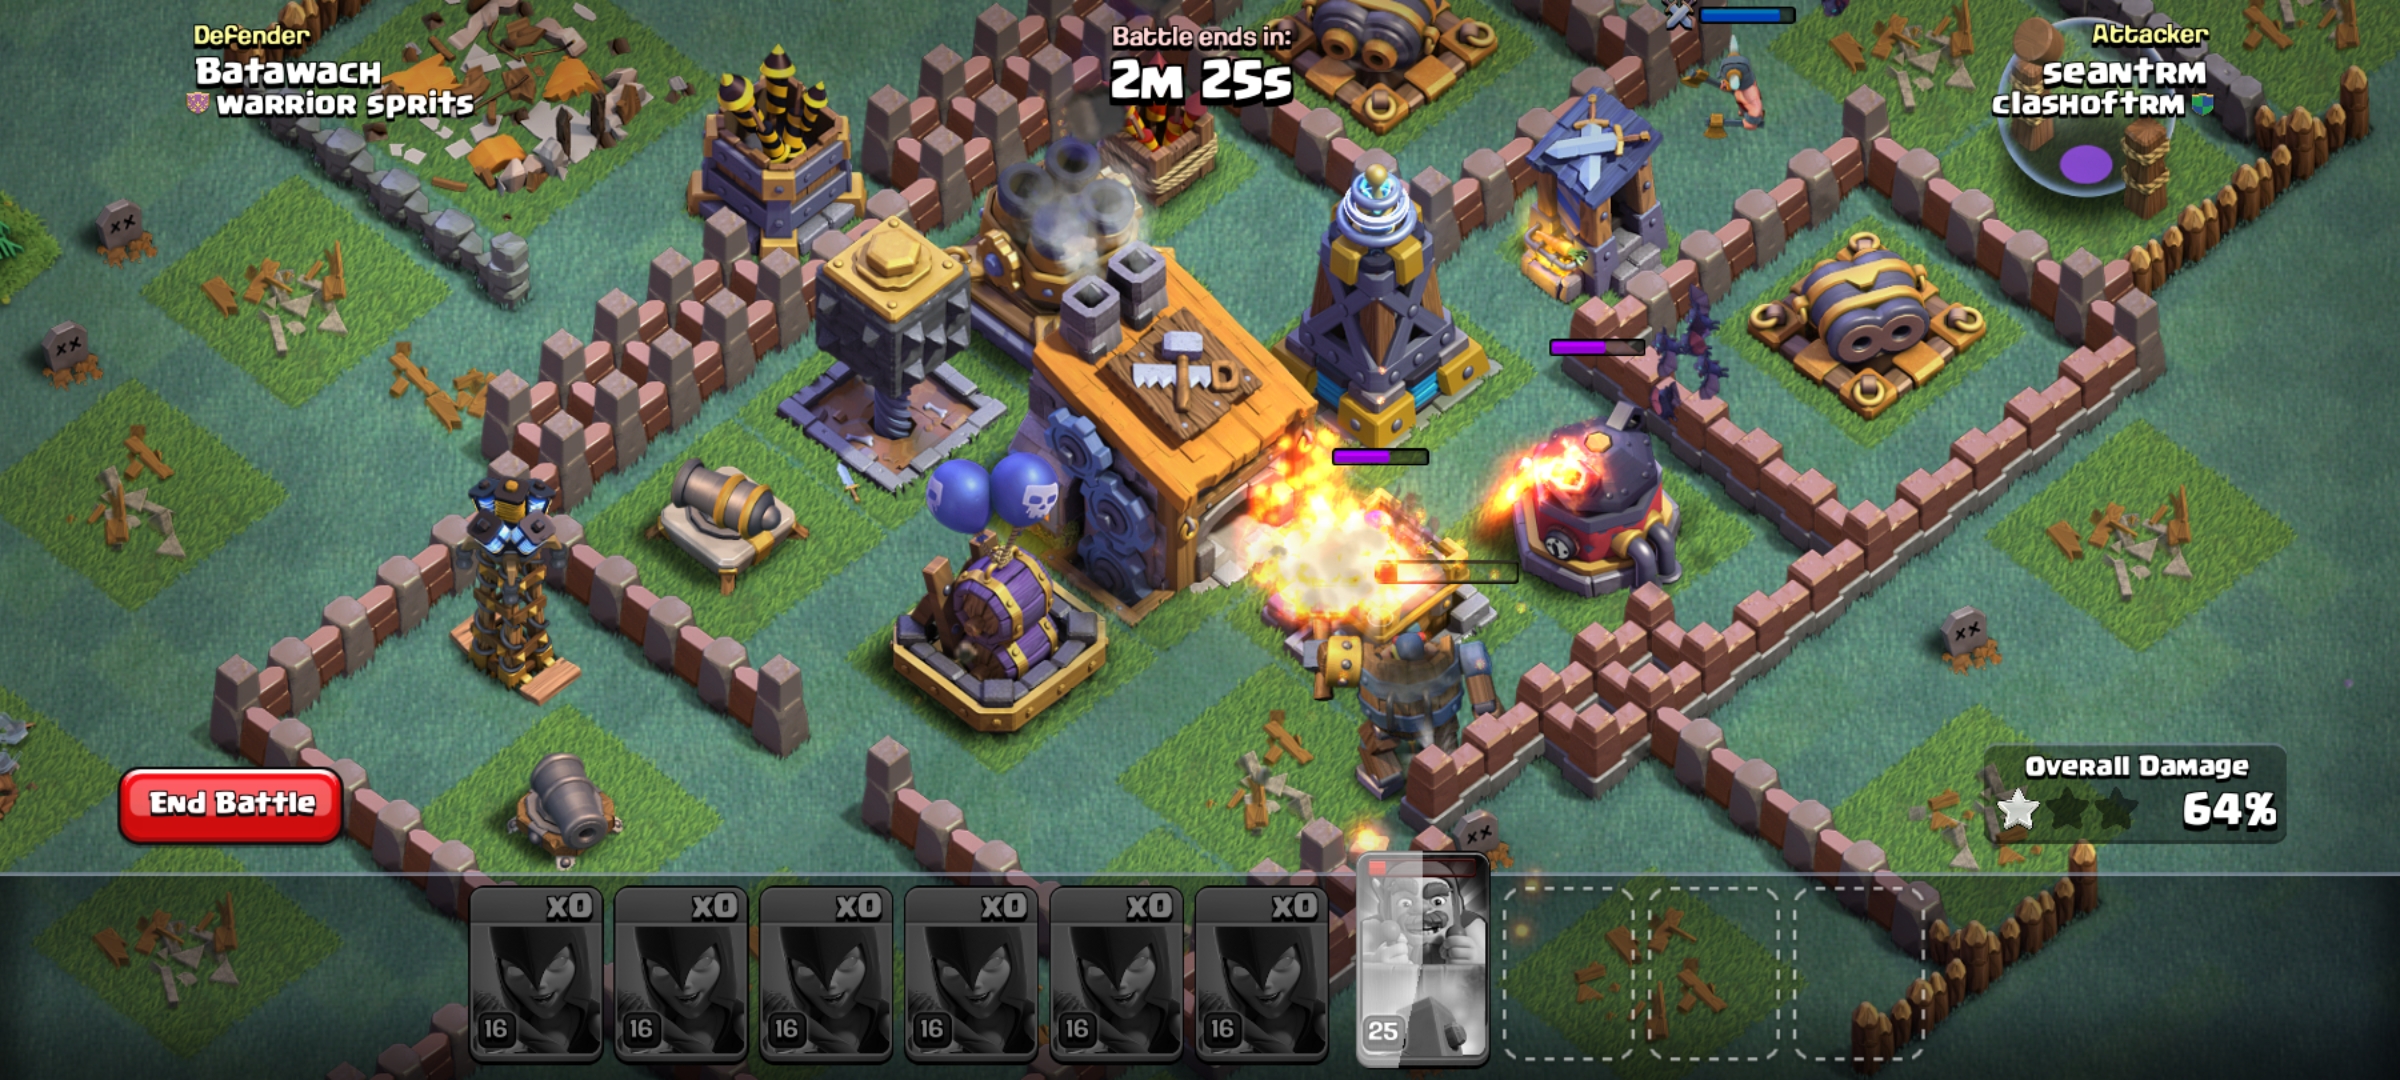 Defender
Batawach
WARRIOR SPRITS
Battle ends in:
2M 25s
Attacker
seantrm
clashoftrm
End Battle
Overall Damage
64%
x0
x0
x0
x0
x0
x0
16
16
16
16
16
16
25